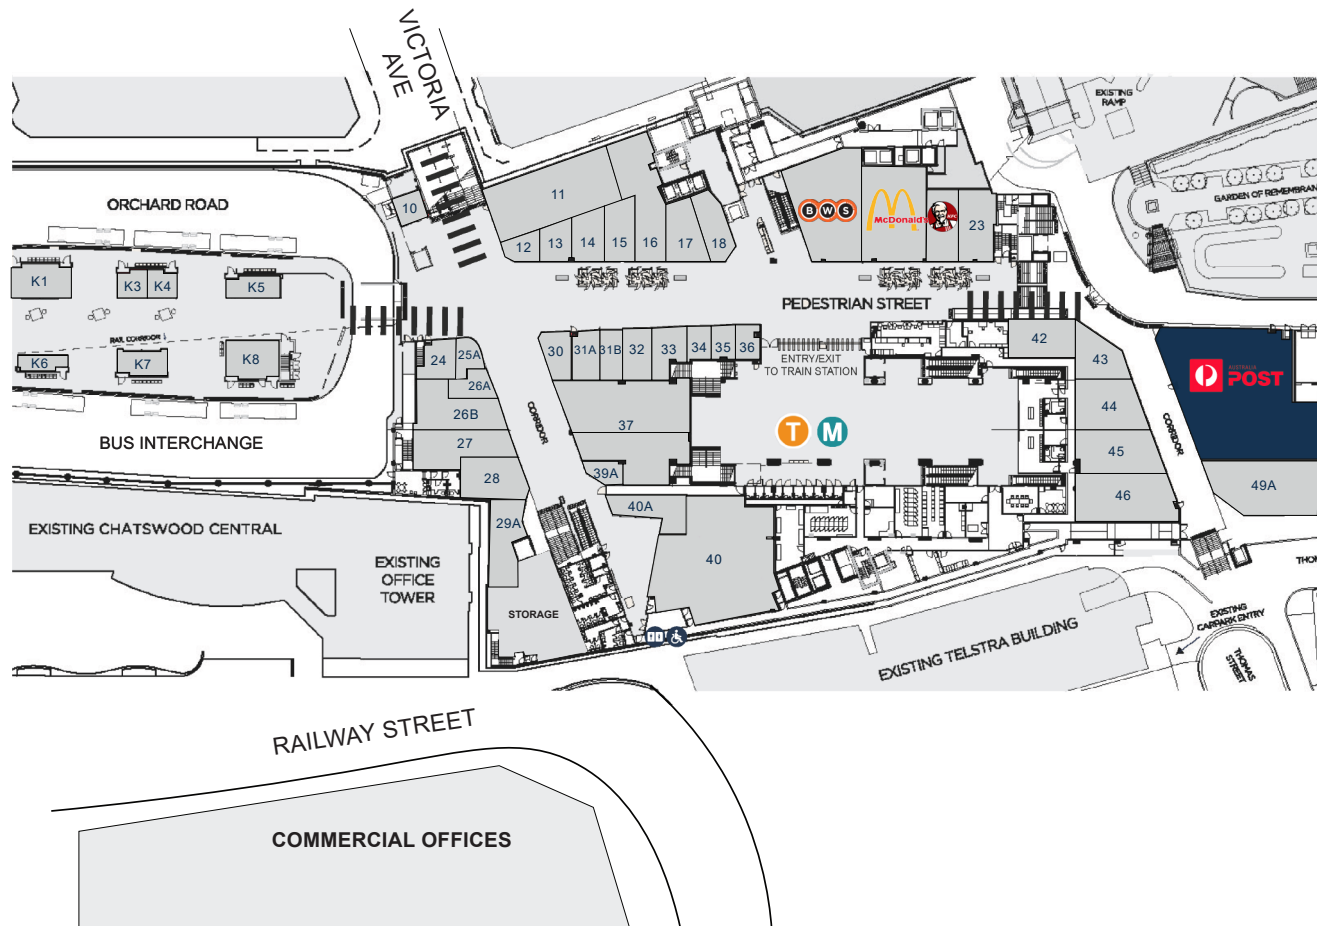 VICTORIA
AVE
EXISTING
RAMP
GARDEN OF REMEMBRAN
ORCHARD ROAD
10
11
12
13
14
15
16
17
18
BWS
McDonald's
KFC
23
K1
K3
K4
K5
RAIL CORRIDOR
K6
K7
K8
BUS INTERCHANGE
PEDESTRIAN STREET
ENTRY/EXIT
TO TRAIN STATION
24
25A
26A
26B
27
28
29A
CORRIDOR
30
31A
31B
32
33
34
35
36
37
39A
40A
40
T
M
42
43
44
45
46
CORRIDOR
AUSTRALIA
POST
49A
EXISTING CHATSWOOD CENTRAL
EXISTING
OFFICE
TOWER
STORAGE
EXISTING TELSTRA BUILDING
EXISTING
CARPARK ENTRY
THOMAS
STREET
THO
RAILWAY STREET
COMMERCIAL OFFICES